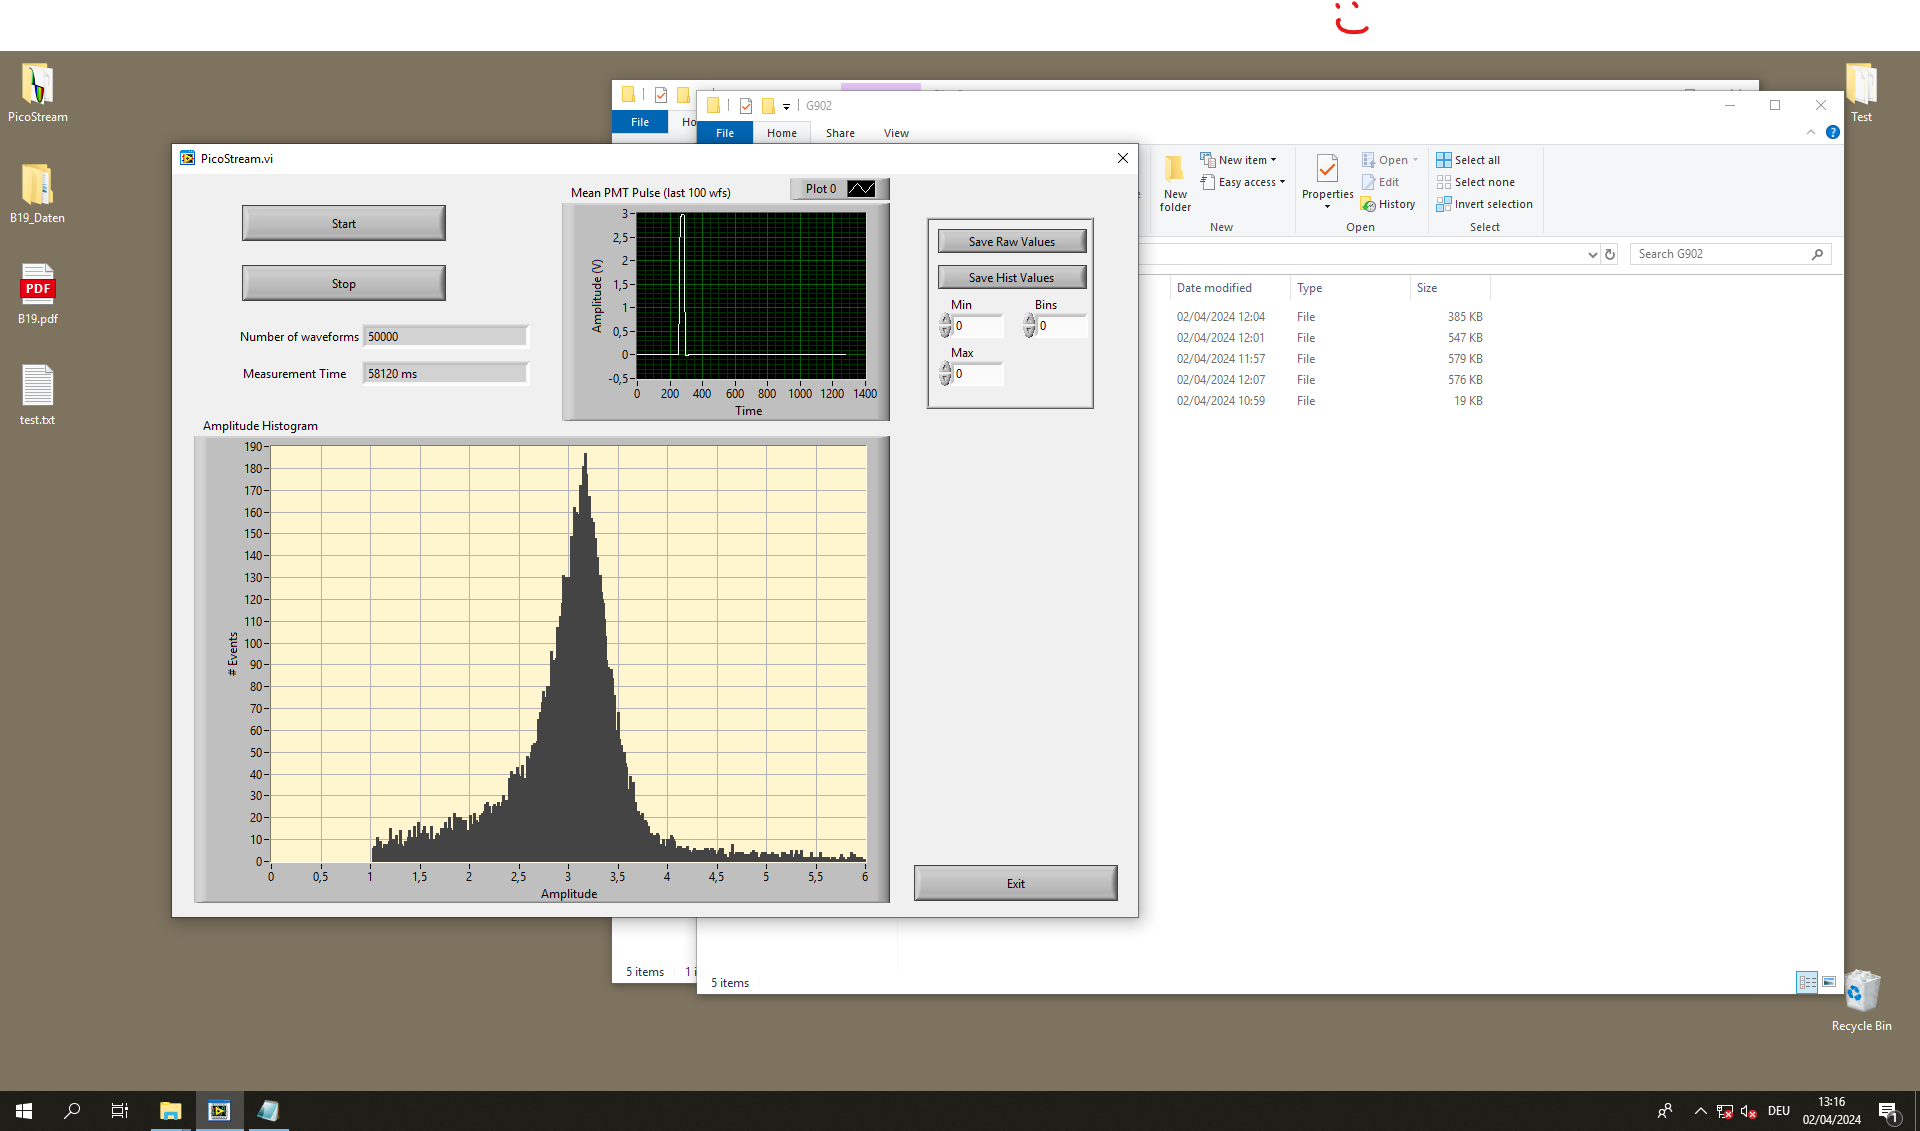 PicoStream
B19_Daten
B19.pdf
PDF
test.txt
Test
Recycle Bin
File
G902
File Home Share View
New folder
New item
Easy access
New
Properties
Open
Edit
History
Open
Select all
Select none
Invert selection
Select
Search G902
Date modified Type Size
02/04/2024 12:04 File 385 KB
02/04/2024 12:01 File 547 KB
02/04/2024 11:57 File 579 KB
02/04/2024 12:07 File 576 KB
02/04/2024 10:59 File 19 KB
5 items
5 items
PicoStream.vi
Start
Stop
Number of waveforms 50000
Measurement Time 58120 ms
Mean PMT Pulse (last 100 wfs)
Plot 0
Amplitude (V)
3
2,5
2
1,5
1
0,5
0
-0,5
0 200 400 600 800 1000 1200 1400
Time
Save Raw Values
Save Hist Values
Min Bins
0 0
Max
0
Amplitude Histogram
# Events
190
180
170
160
150
140
130
120
110
100
90
80
70
60
50
40
30
20
10
0
0 0,5 1 1,5 2 2,5 3 3,5 4 4,5 5 5,5 6
Amplitude
Exit
DEU
13:16
02/04/2024
1